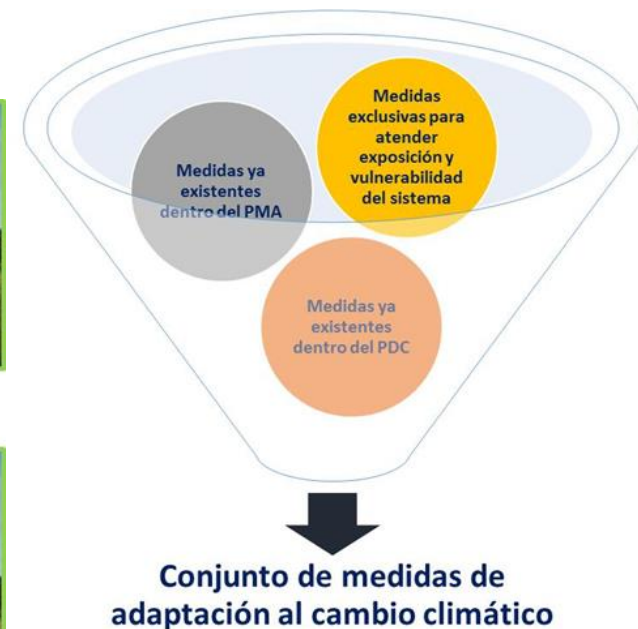 Medidas
exclusivas para
atender
exposición y
vulnerabilidad
del sistema
Medidas ya
existentes
dentro del PMA
Medidas ya
existentes
dentro del PDC
Conjunto de medidas de
adaptación al cambio climático